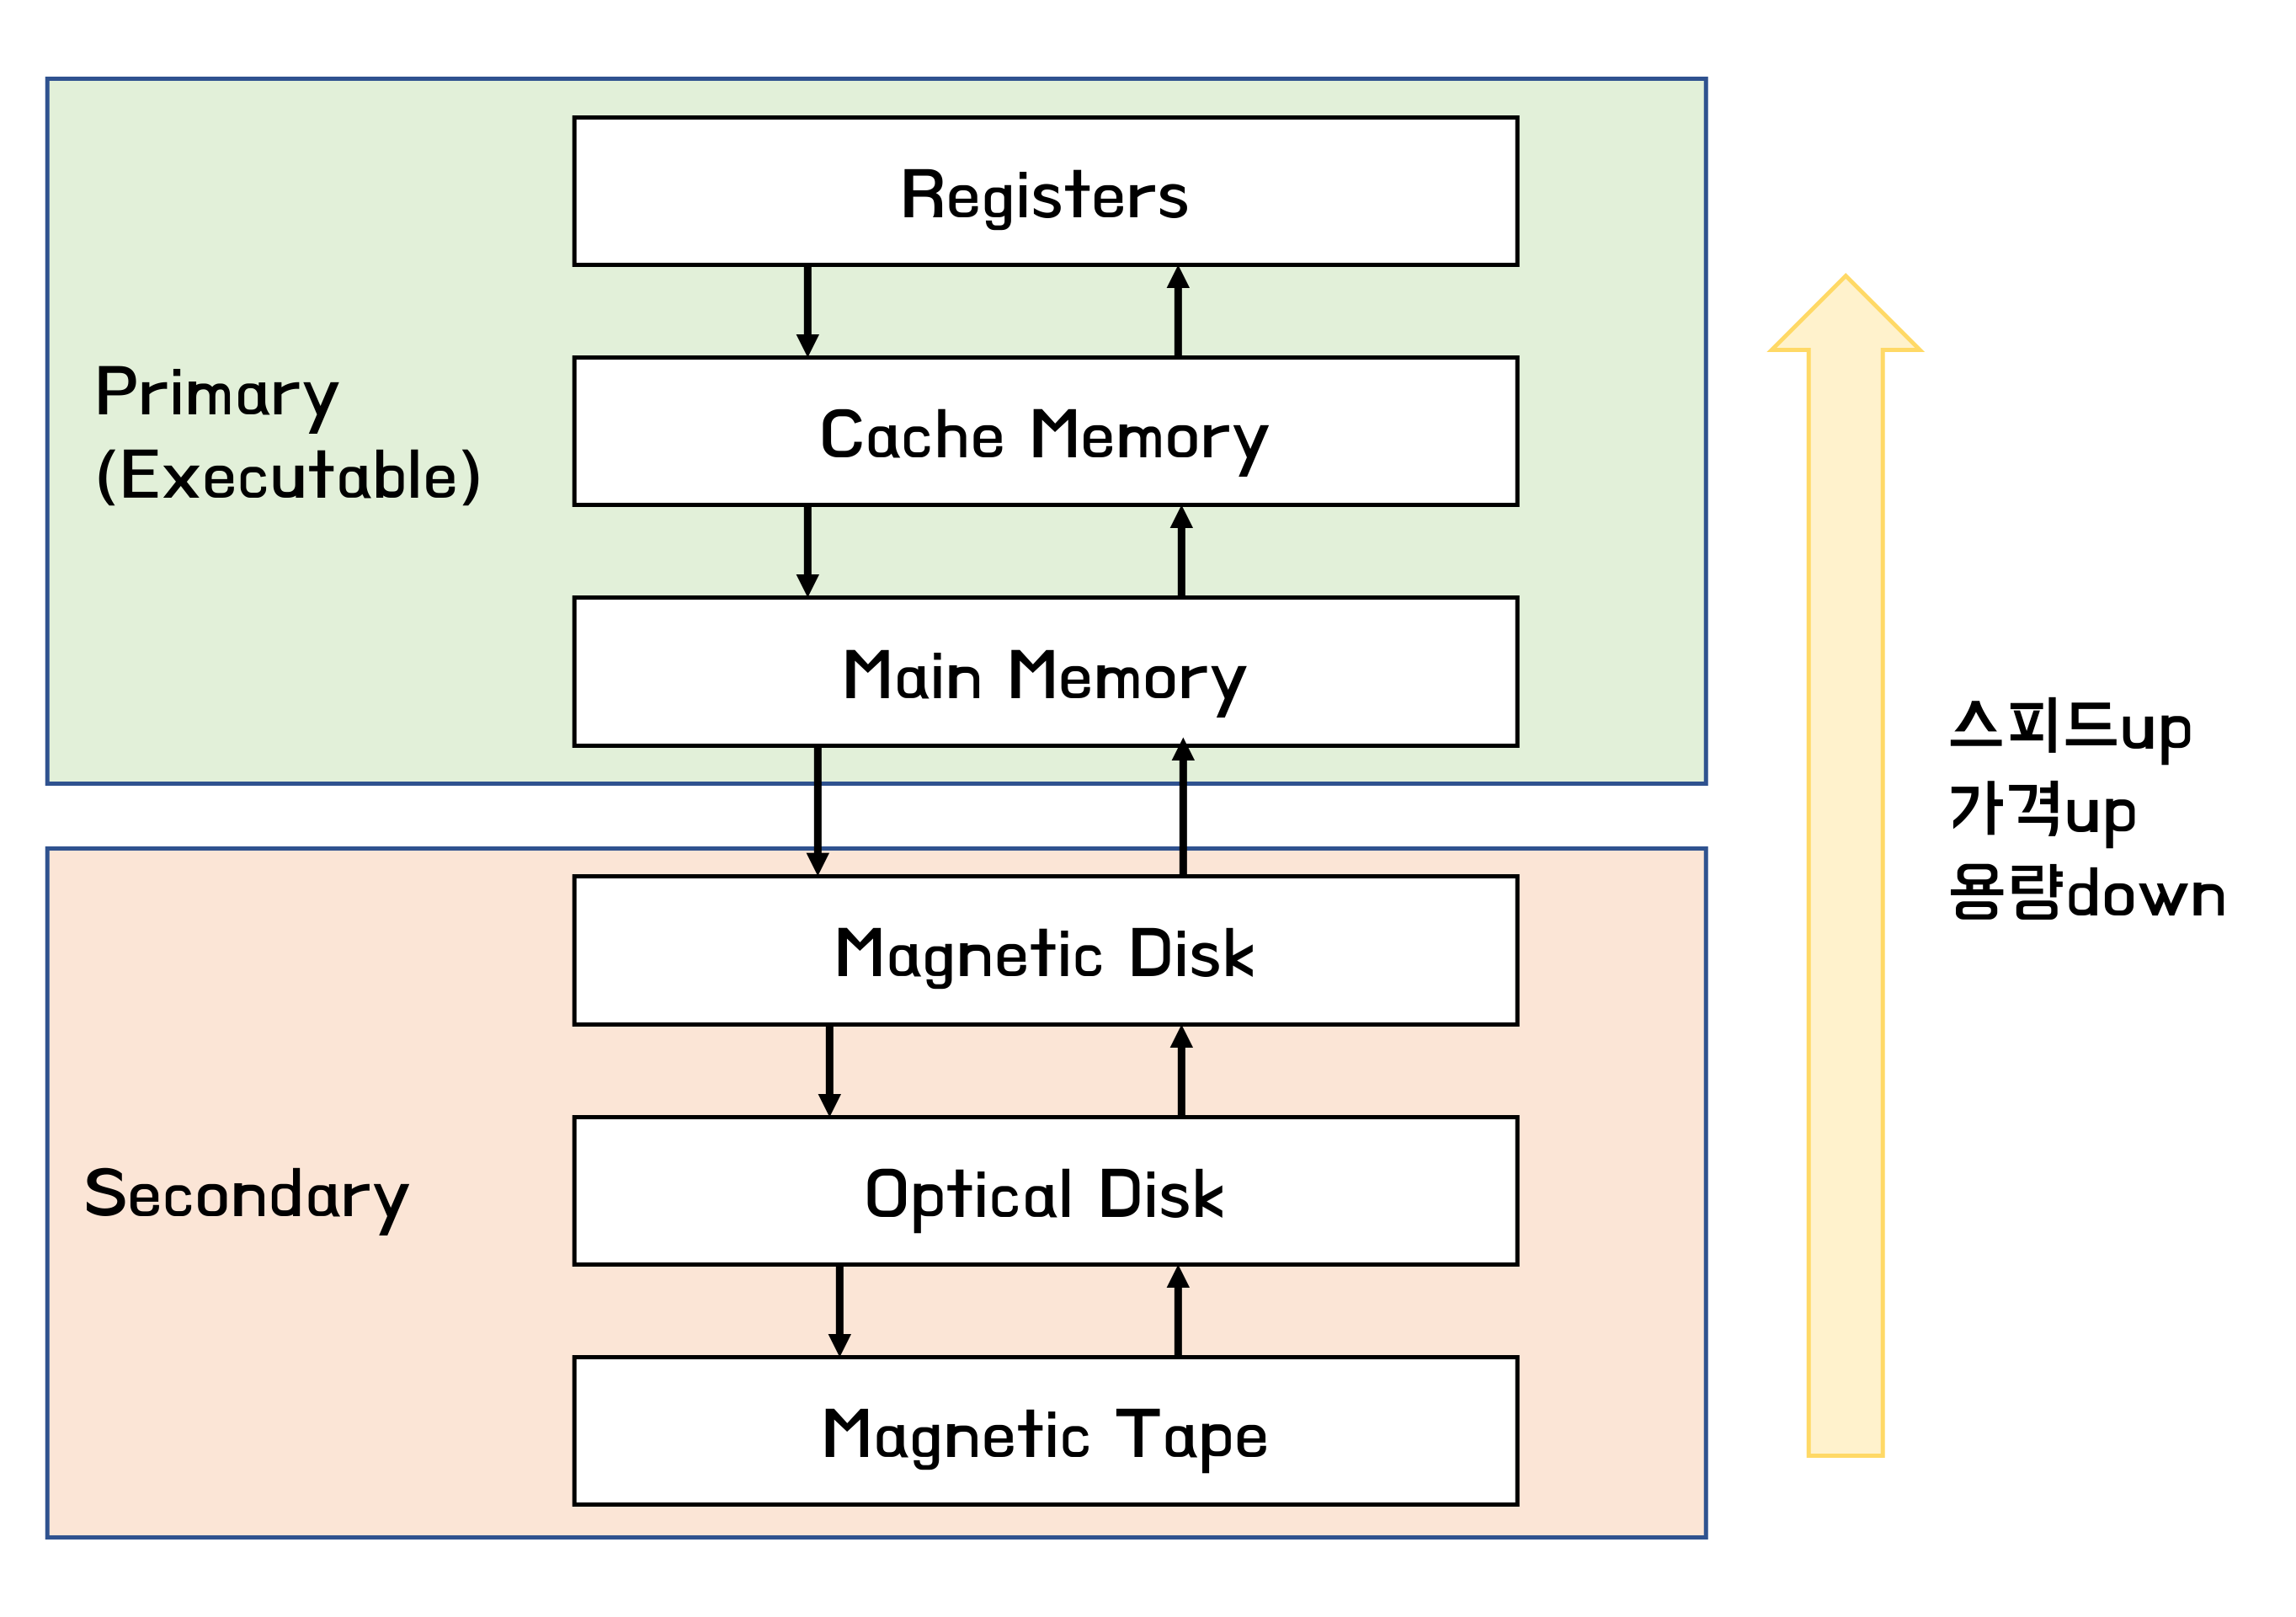 Registers
Primary
(Executable)
Cache Memory
Main Memory
스피드up
가격up
용량down
Magnetic Disk
Secondary
Optical Disk
Magnetic Tape